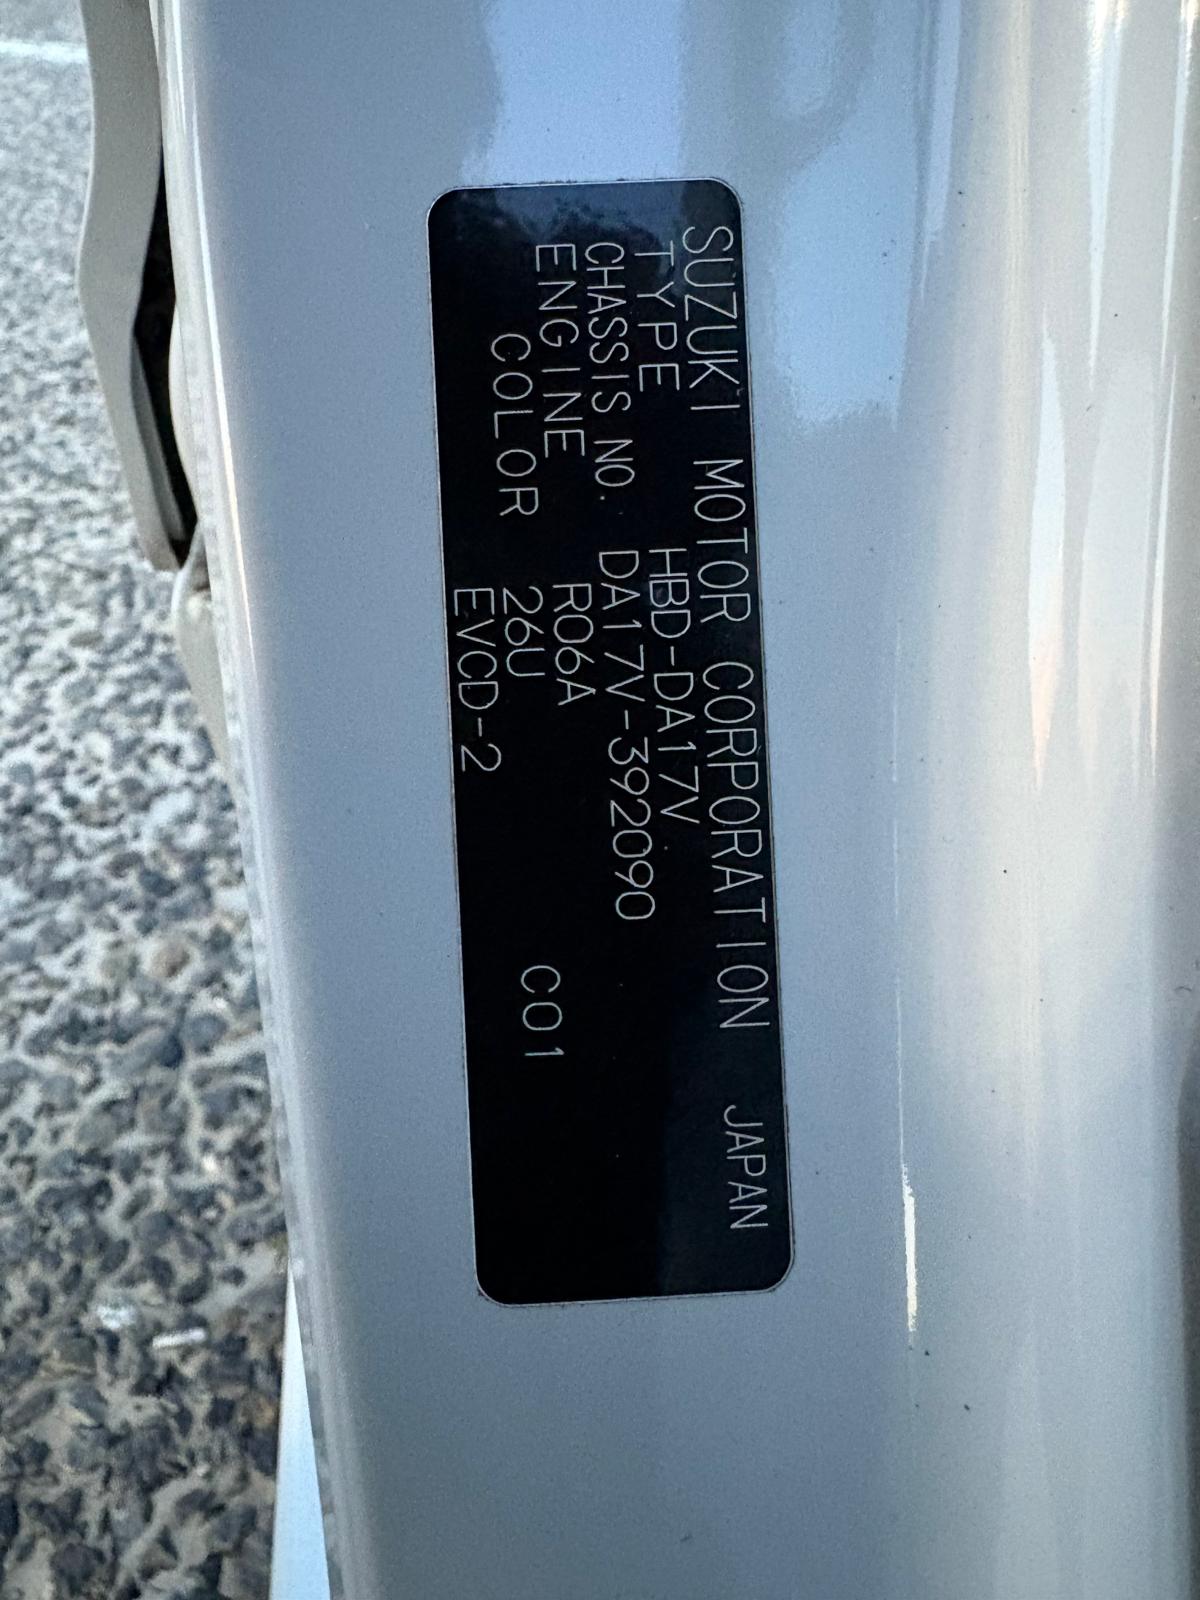 SUZUKI MOTOR CORPORATION JAPAN
TYPE HBD-DA17V
CHASSIS NO. DA17V-392090
ENGINE R06A
COLOR 26U C01
EVCD-2